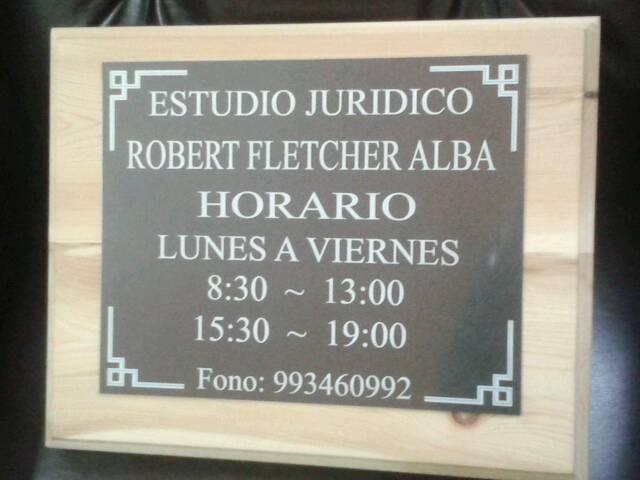 ESTUDIO JURIDICO
ROBERT FLETCHER ALBA
HORARIO
LUNES A VIERNES
8:30 ~ 13:00
15:30 ~ 19:00
Fono: 993460992